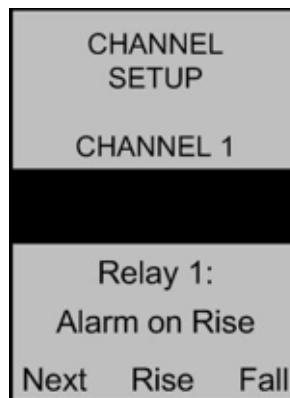 CHANNEL
SETUP
CHANNEL 1
Relay 1:
Alarm on Rise
Next Rise Fall